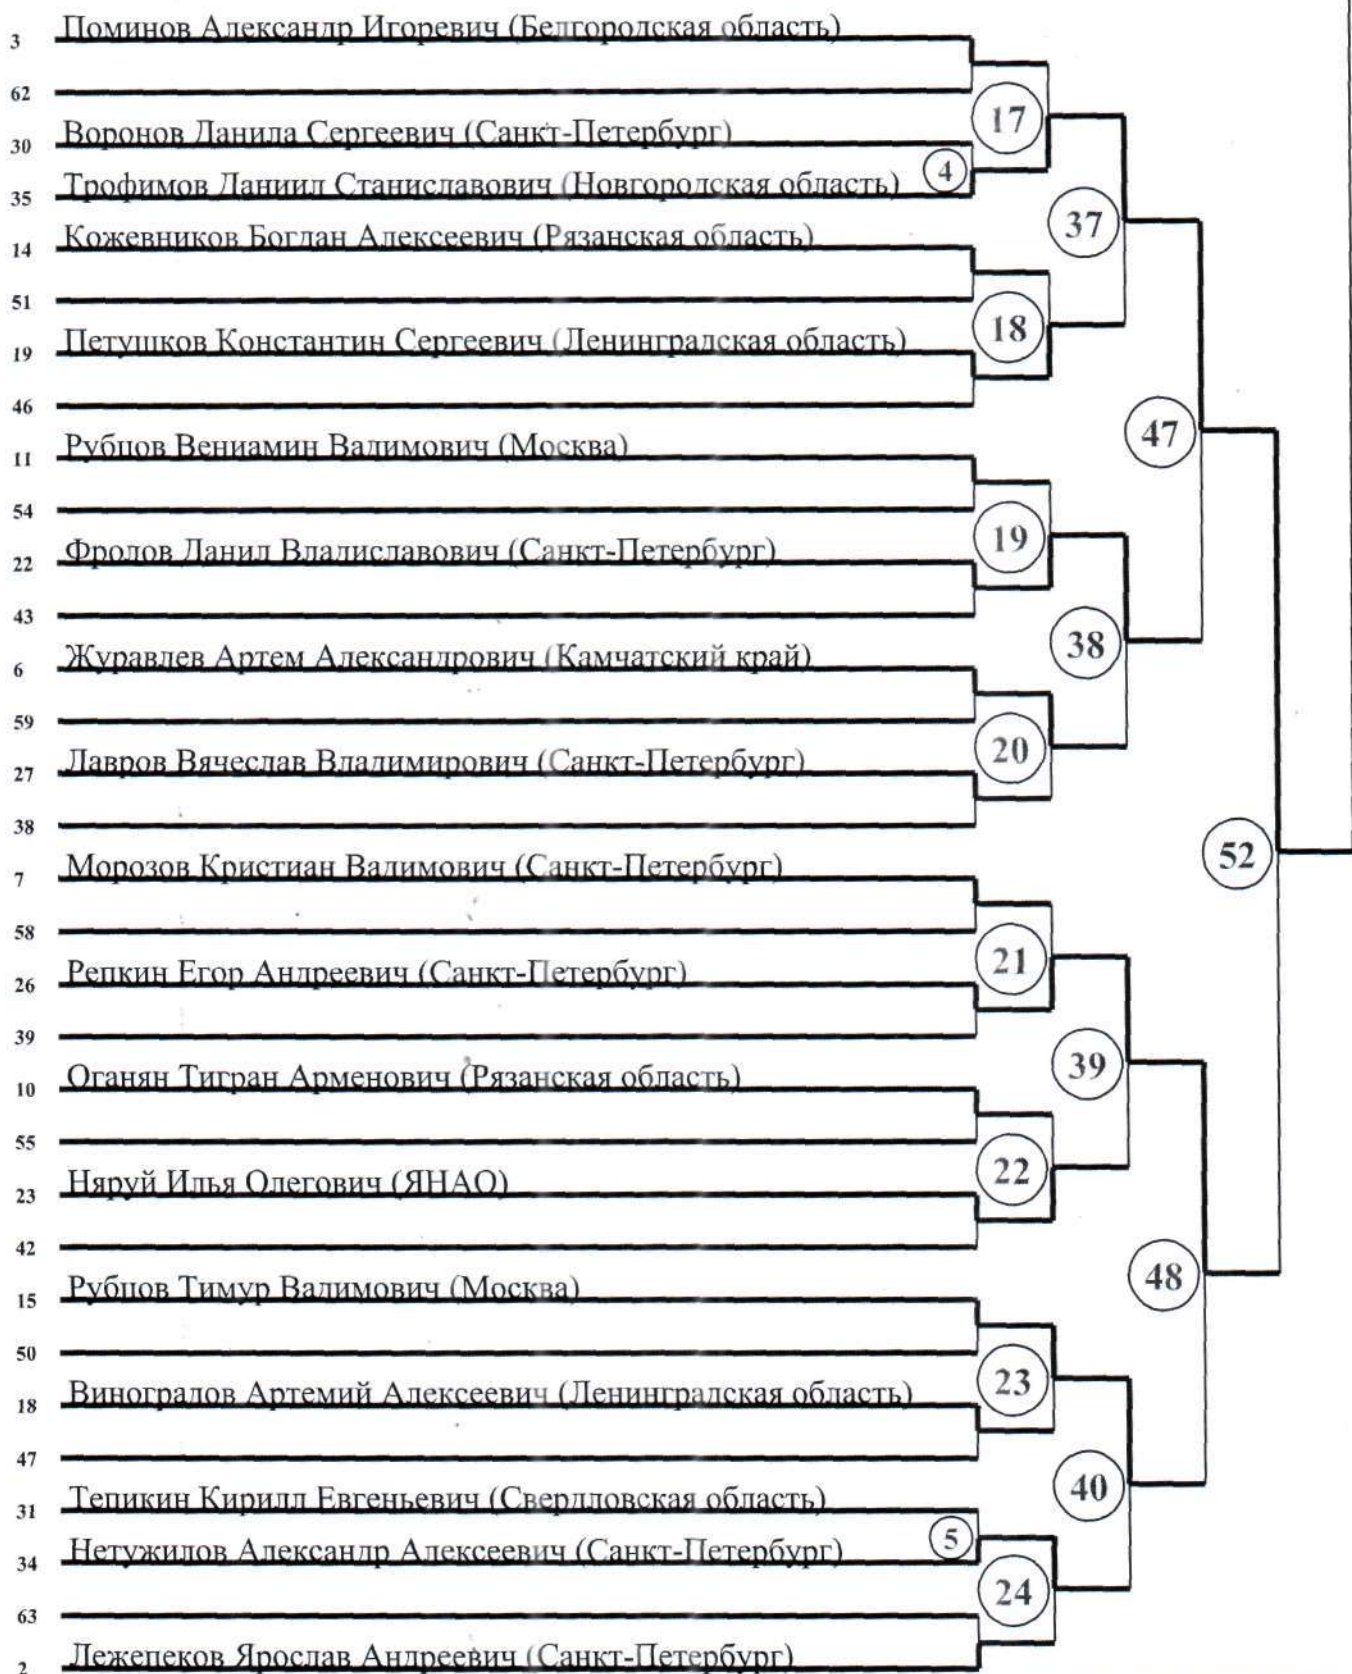 3 Поминов Александр Игоревич (Белгородская область)
62
17
30 Воронов Данила Сергеевич (Санкт-Петербург)
4
35 Трофимов Даниил Станиславович (Новгородская область)
37
14 Кожевников Богдан Алексеевич (Рязанская область)
51
18
19 Петушков Константин Сергеевич (Ленинградская область)
46
47
11 Рубцов Вениамин Вадимович (Москва)
54
19
22 Фролов Данил Владиславович (Санкт-Петербург)
43
38
6 Журавлев Артем Александрович (Камчатский край)
59
20
27 Лавров Вячеслав Владимирович (Санкт-Петербург)
38
52
7 Морозов Кристиан Вадимович (Санкт-Петербург)
58
21
26 Репкин Егор Андреевич (Санкт-Петербург)
39
39
10 Оганян Тигран Арменович (Рязанская область)
55
22
23 Няруй Илья Олегович (ЯНАО)
42
48
15 Рубцов Тимур Вадимович (Москва)
50
23
18 Виноградов Артемий Алексеевич (Ленинградская область)
47
40
31 Тепикин Кирилл Евгеньевич (Свердловская область)
5
34 Нетужилов Александр Алексеевич (Санкт-Петербург)
24
63
2 Лежепеков Ярослав Андреевич (Санкт-Петербург)